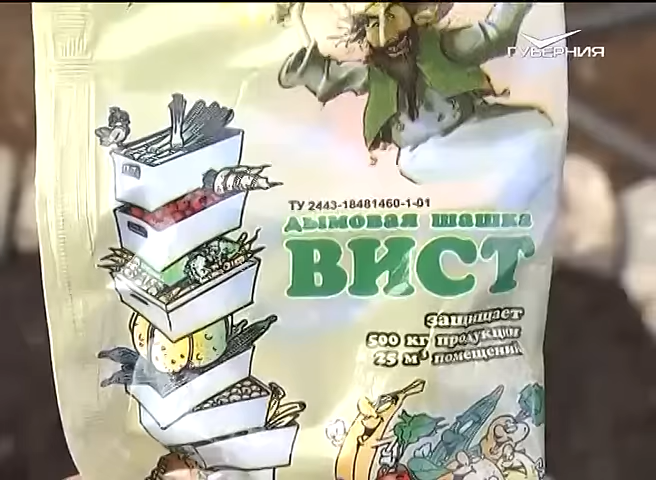 ГУБЕРНИЯ
ТУ 2443-18481460-1-01
ДЫМОВАЯ ШАШКА
ВИСТ
защищает
500 кг продукции
25 м³ помещений